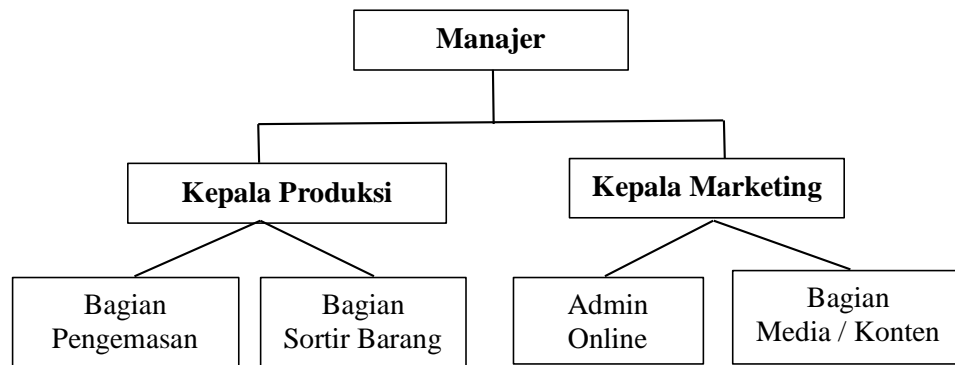 Manajer
Kepala Produksi
Kepala Marketing
Bagian
Pengemasan
Bagian
Sortir Barang
Admin
Online
Bagian
Media / Konten